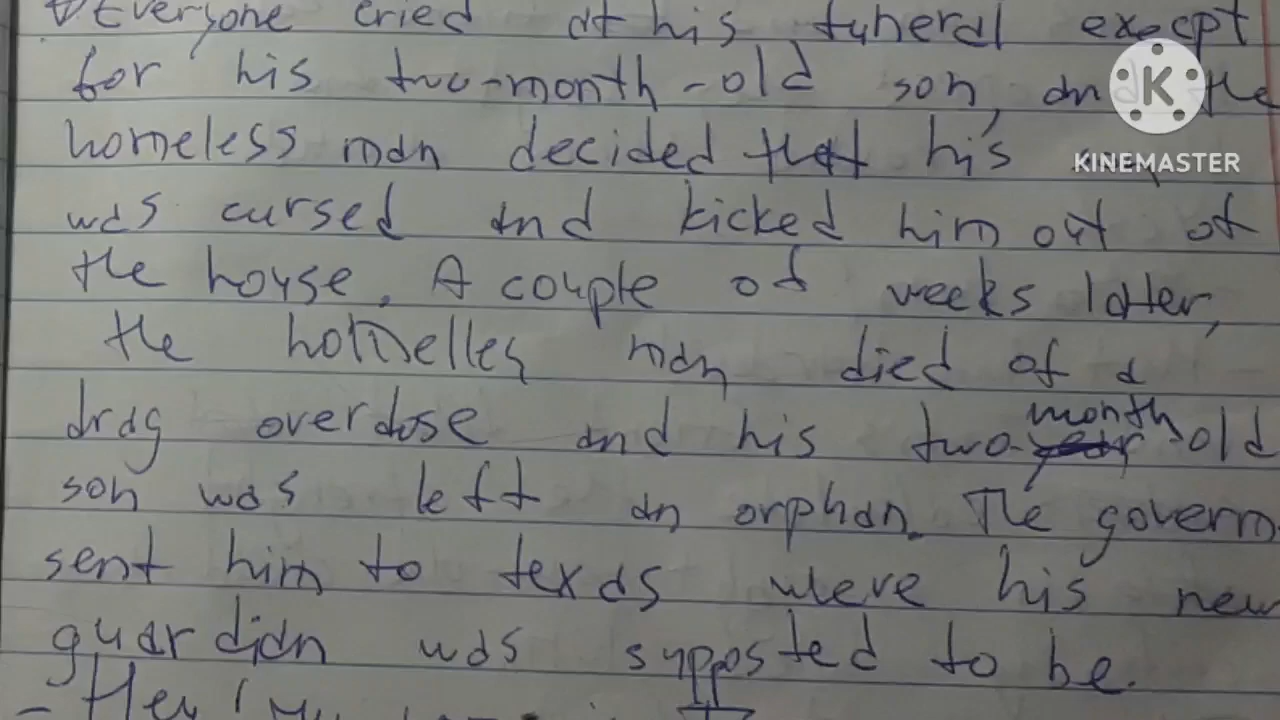 Everyone cried at his funeral except
for his two-month-old son, and the
K
KINEMASTER
homeless man decided that his
was cursed and kicked him out of
the house. A couple of weeks later,
the homelles man died of a
drag overdose and his two-month old
son was left an orphan. The govern
sent him to texas were his new
guardian was supposted to be.
- Hey!